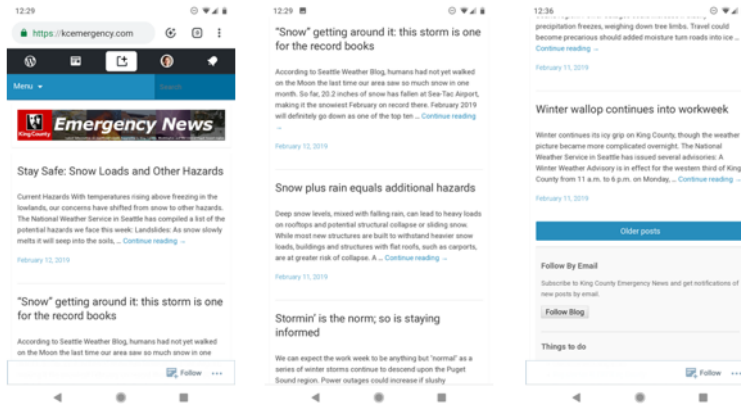 12:29
https://kcemergency.com
Menu
Search
King County
Emergency News
Stay Safe: Snow Loads and Other Hazards
Current Hazards With temperatures rising above freezing in the
lowlands, our concerns have shifted from snow to other hazards.
The National Weather Service in Seattle has compiled a list of the
potential hazards we face this week: Landslides: As snow slowly
melts it will seep into the soils, ... Continue reading →
February 12, 2019
"Snow" getting around it: this storm is one
for the record books
According to Seattle Weather Blog, humans had not yet walked
on the Moon the last time our area saw so much snow in one
Follow
12:29
"Snow" getting around it: this storm is one
for the record books
According to Seattle Weather Blog, humans had not yet walked
on the Moon the last time our area saw so much snow in one
month. So far, 20.2 inches of snow has fallen at Sea-Tac Airport,
making it the snowiest February on record there. February 2019
will definitely go down as one of the top ten ... Continue reading
→
February 12, 2019
Snow plus rain equals additional hazards
Deep snow levels, mixed with falling rain, can lead to heavy loads
on rooftops and potential structural collapse or sliding snow.
While most new structures are built to withstand heavier snow
loads, buildings and structures with flat roofs, such as carports,
are at greater risk of collapse. A ... Continue reading →
February 11, 2019
Stormin' is the norm; so is staying
informed
We can expect the work week to be anything but "normal" as a
series of winter storms continue to descend upon the Puget
Sound region. Power outages could increase if slushy
12:36
precipitation freezes, weighing down tree limbs. Travel could
become precarious should added moisture turn roads into ice ...
Continue reading →
February 11, 2019
Winter wallop continues into workweek
Winter continues its icy grip on King County, though the weather
picture became more complicated overnight. The National
Weather Service in Seattle has issued several advisories: A
Winter Weather Advisory is in effect for the western third of King
County from 11 a.m. to 6 p.m. on Monday, ... Continue reading →
February 11, 2019
Older posts
Follow By Email
Subscribe to King County Emergency News and get notifications of
new posts by email.
Follow Blog
Things to do
Follow